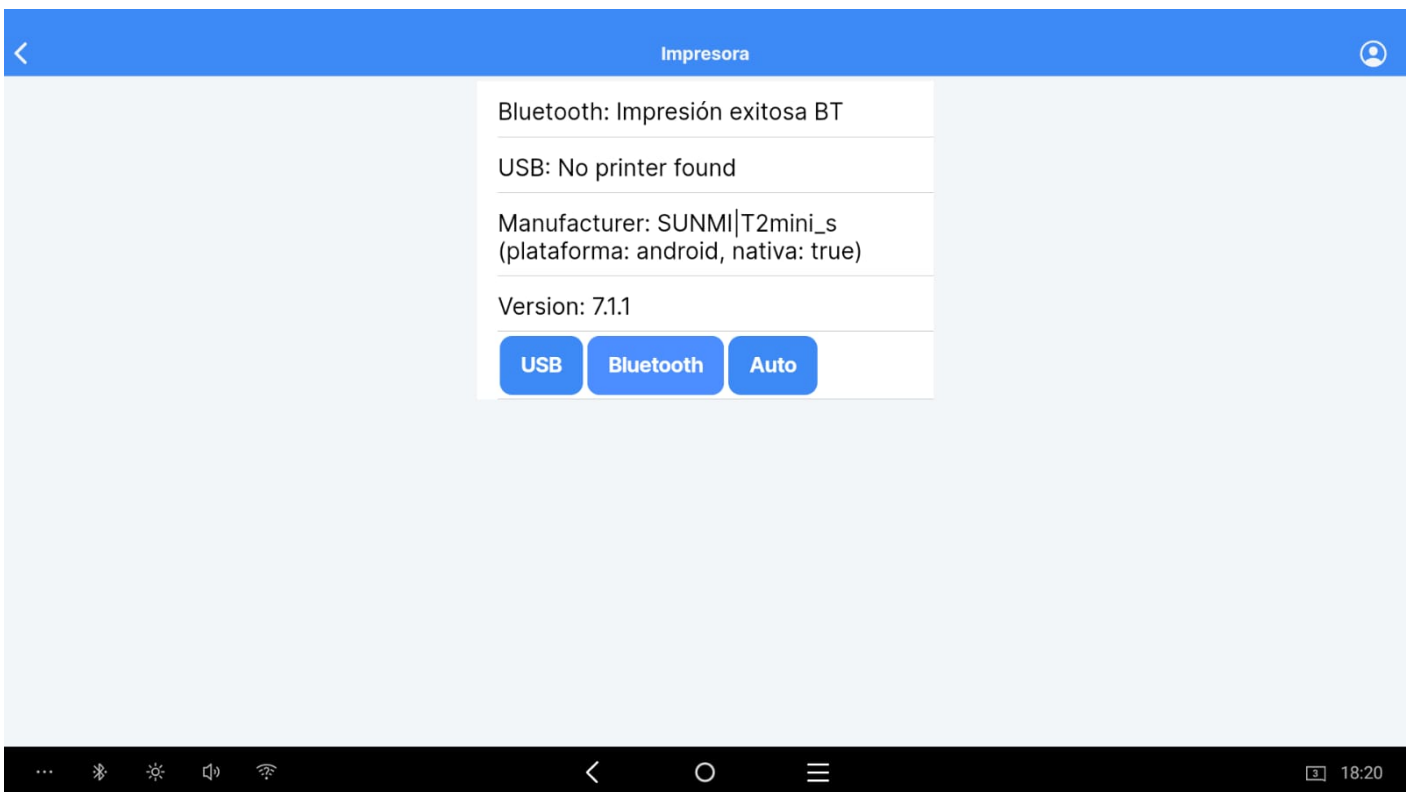 Impresora
Bluetooth: Impresión exitosa BT
USB: No printer found
Manufacturer: SUNMI|T2mini_s
(plataforma: android, nativa: true)
Version: 7.1.1
USB Bluetooth Auto
3 18:20